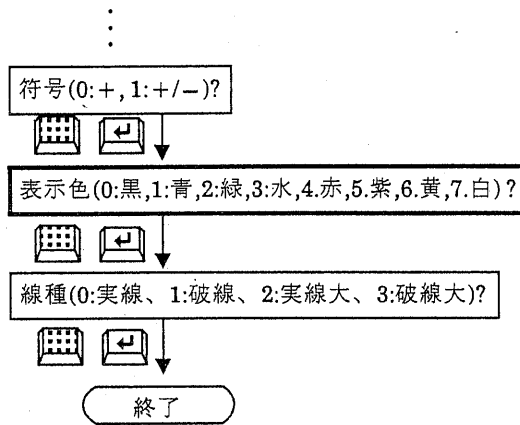 符号(0:+,1:+/−)?
表示色(0:黒,1:青,2:緑,3:水,4.赤,5.紫,6.黄,7.白)?
線種(0:実線、1:破線、2:実線大、3:破線大)?
終了